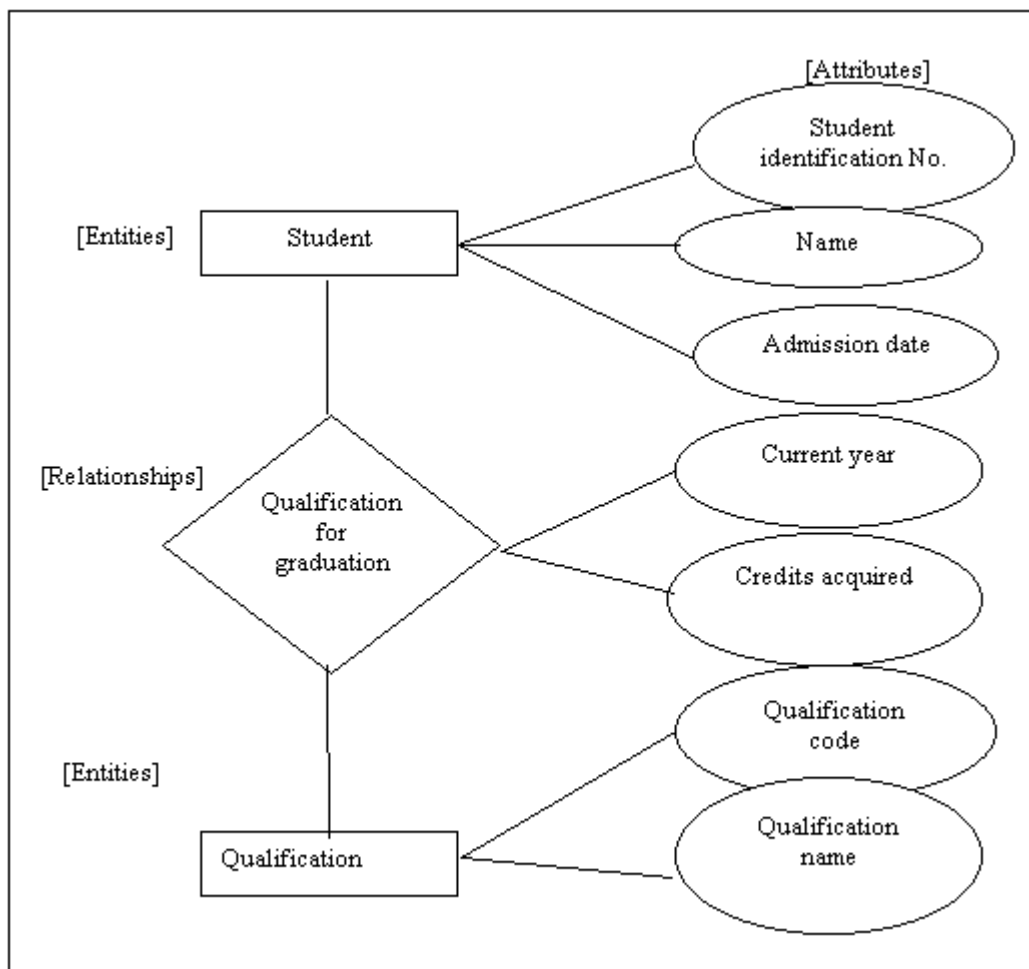 [Attributes]
Student
identification No.
[Entities]
Student
Name
Admission date
Current year
[Relationships]
Qualification
for
graduation
Credits acquired
Qualification
code
[Entities]
Qualification
name
Qualification